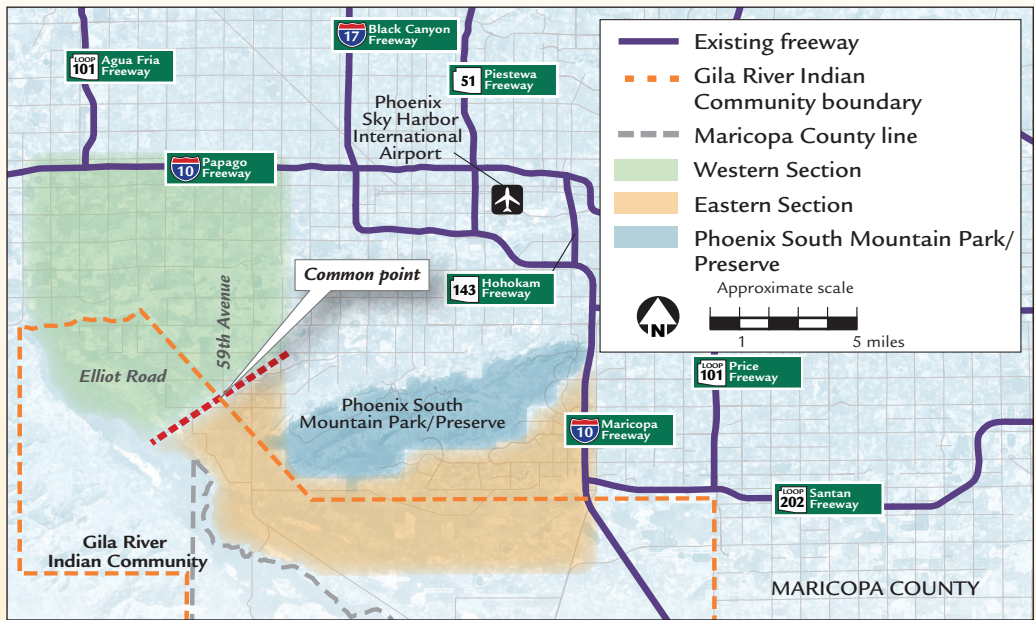 LOOP
101
Agua Fria
Freeway
17
Black Canyon
Freeway
51
Piestewa
Freeway
Phoenix
Sky Harbor
International
Airport
10
Papago
Freeway
Common point
59th Avenue
143
Hohokam
Freeway
Elliot Road
Phoenix South
Mountain Park/Preserve
10
Maricopa
Freeway
LOOP
101
Price
Freeway
LOOP
202
Santan
Freeway
Gila River
Indian Community
MARICOPA COUNTY
Existing freeway
Gila River Indian
Community boundary
Maricopa County line
Western Section
Eastern Section
Phoenix South Mountain Park/
Preserve
Approximate scale
N
1 5 miles